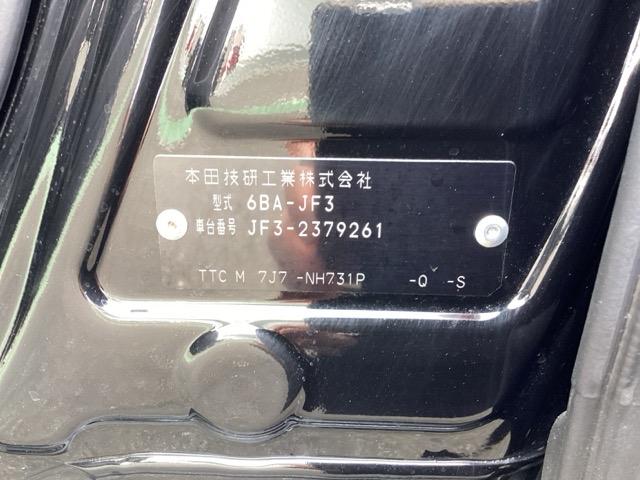 本田技研工業株式会社
型式 6BA-JF3
車台番号 JF3-2379261
TTC M 7J7 -NH731P -Q -S